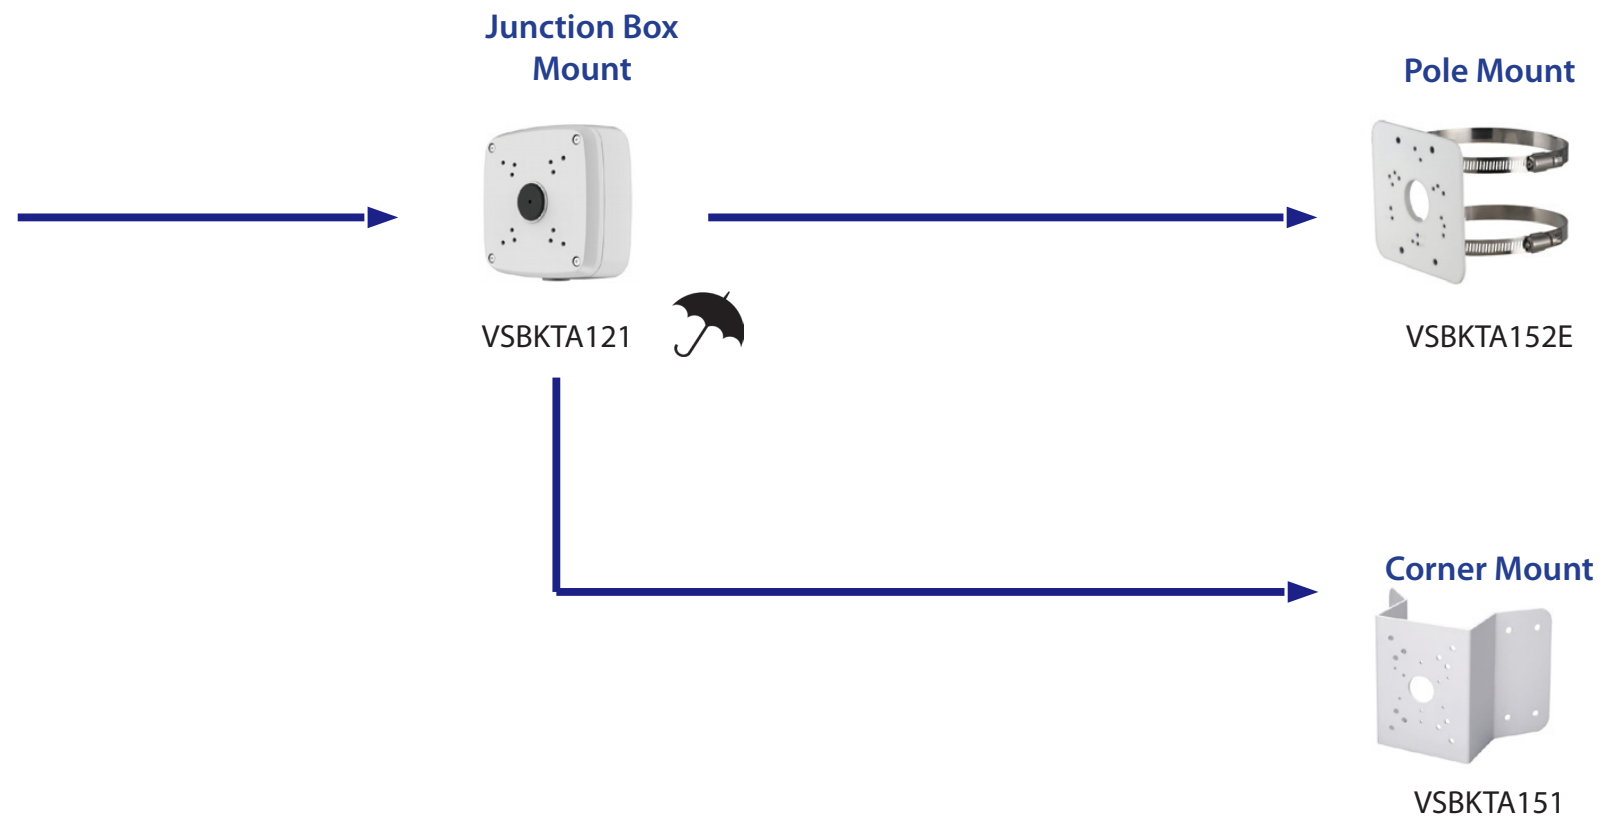 Junction Box
Mount
Pole Mount
VSBKTA121
VSBKTA152E
Corner Mount
VSBKTA151